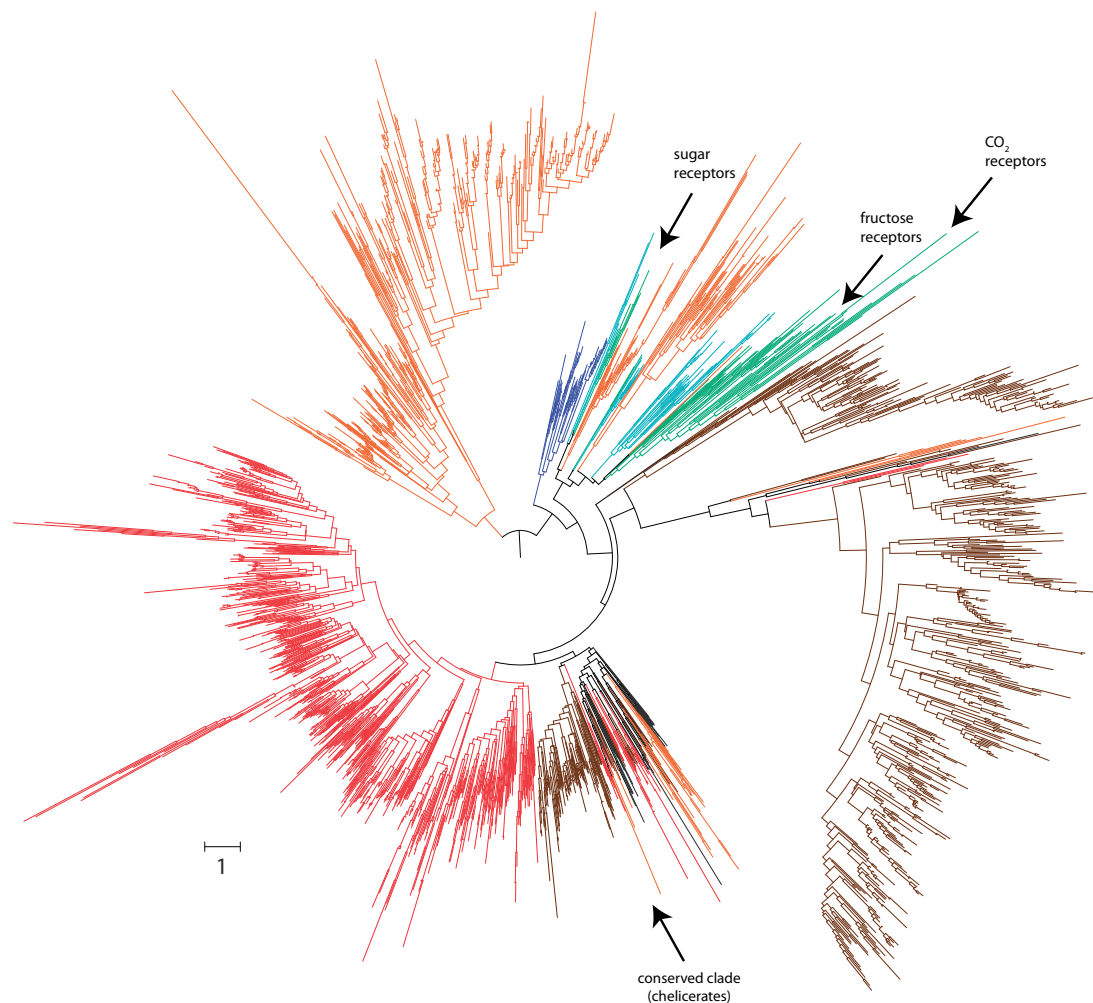 CO₂
receptors
sugar
receptors
fructose
receptors
1
conserved clade
(chelicerates)